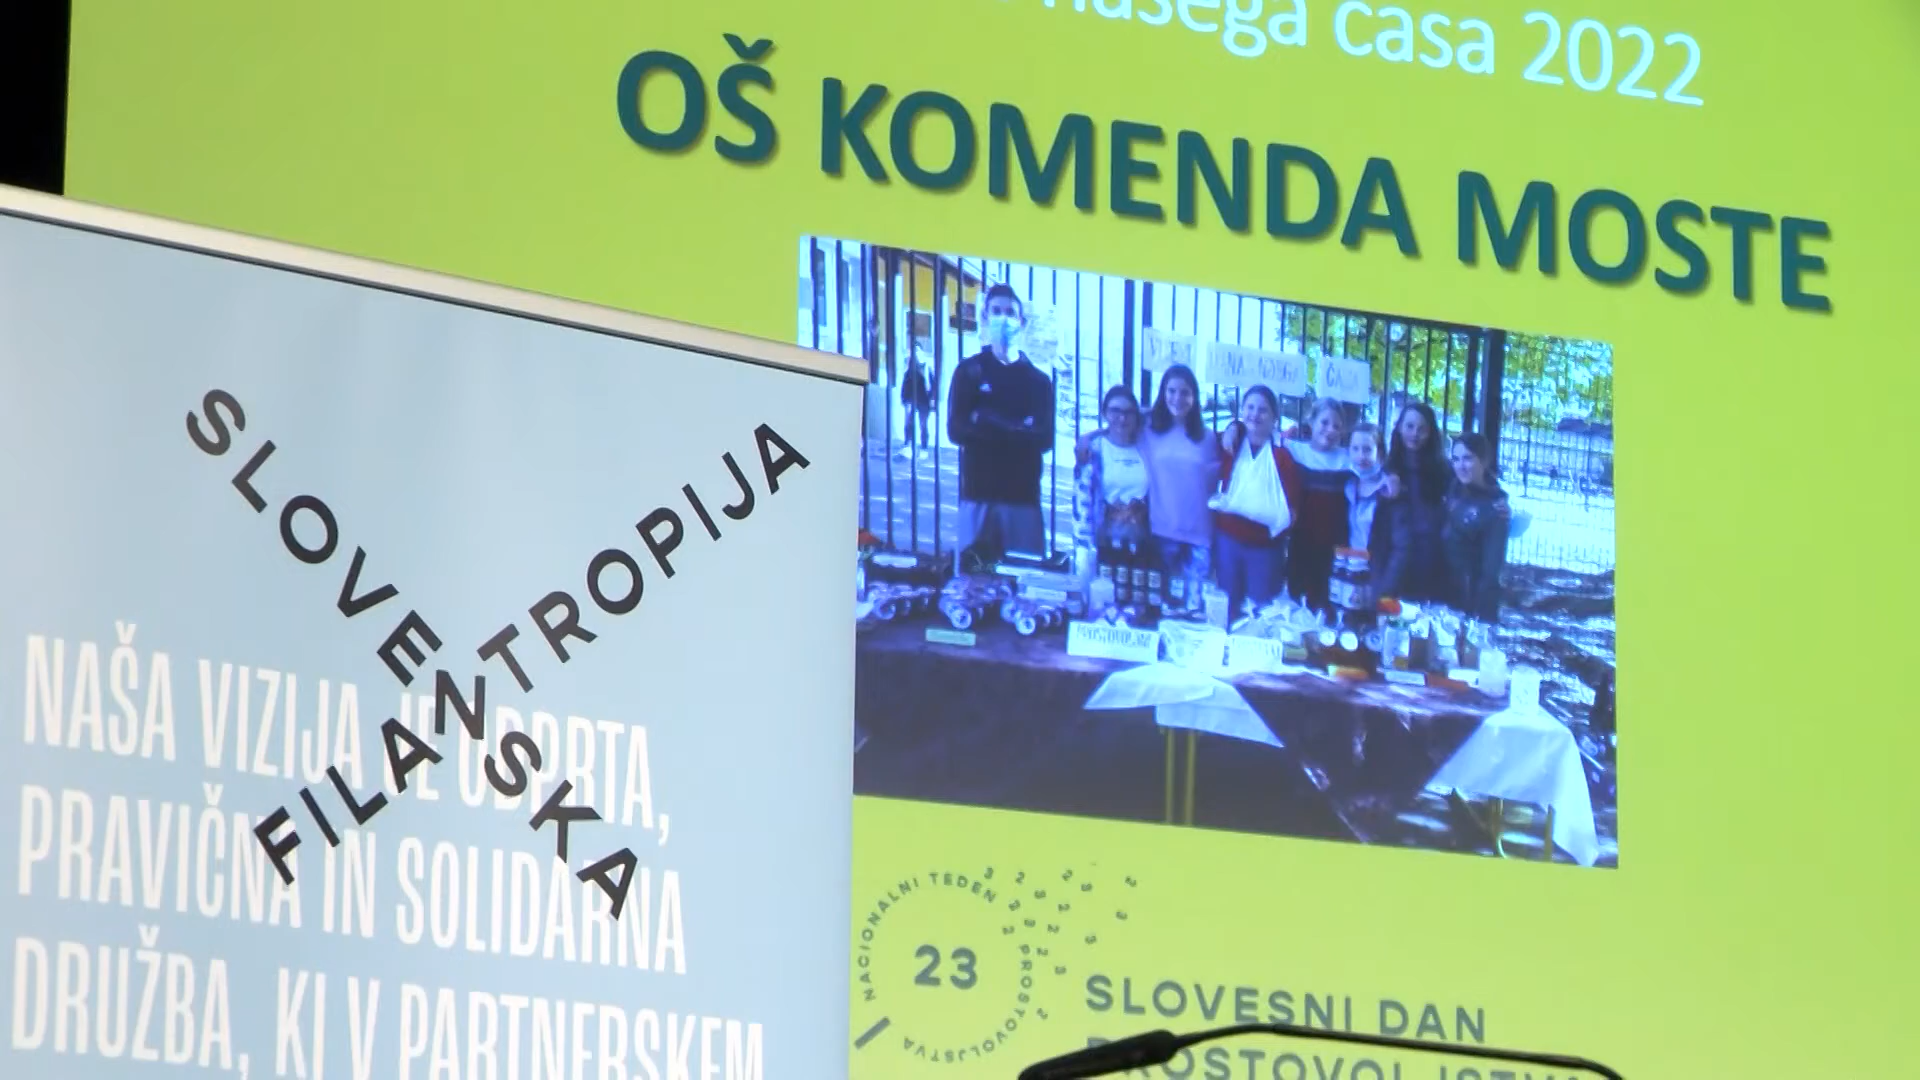 našega časa 2022
OŠ KOMENDA MOSTE
ČASA
SLOVENSKA
FILANTROPIJA
NAŠA VIZIJA JE ODPRTA,
PRAVIČNA IN SOLIDARNA
DRUŽBA, KI V PARTNERSKEM
NACIONALNI TEDEN PROSTOVOLJSTVA
23
SLOVESNI DAN
PROSTOVOLJSTVA